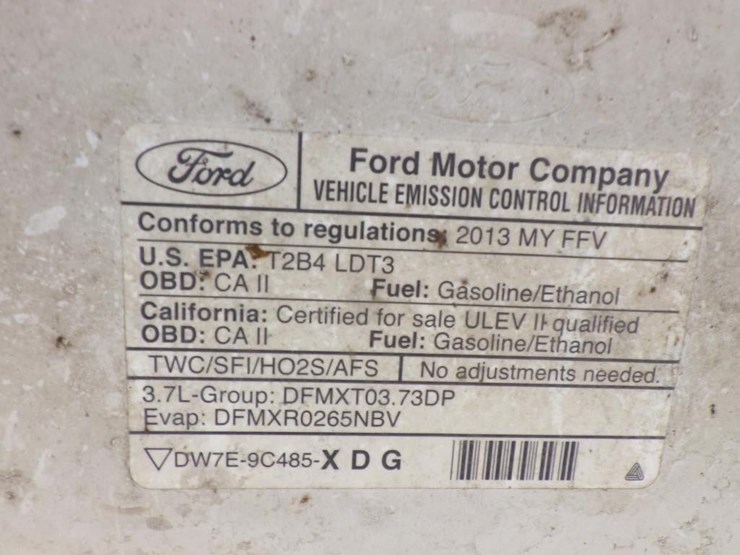 Ford
Ford Motor Company
VEHICLE EMISSION CONTROL INFORMATION
Conforms to regulations: 2013 MY FFV
U.S. EPA: T2B4 LDT3
OBD: CA II Fuel: Gasoline/Ethanol
California: Certified for sale ULEV II qualified
OBD: CA II Fuel: Gasoline/Ethanol
TWC/SFI/HO2S/AFS No adjustments needed.
3.7L-Group: DFMXT03.73DP
Evap: DFMXR0265NBV
DW7E-9C485-X D G